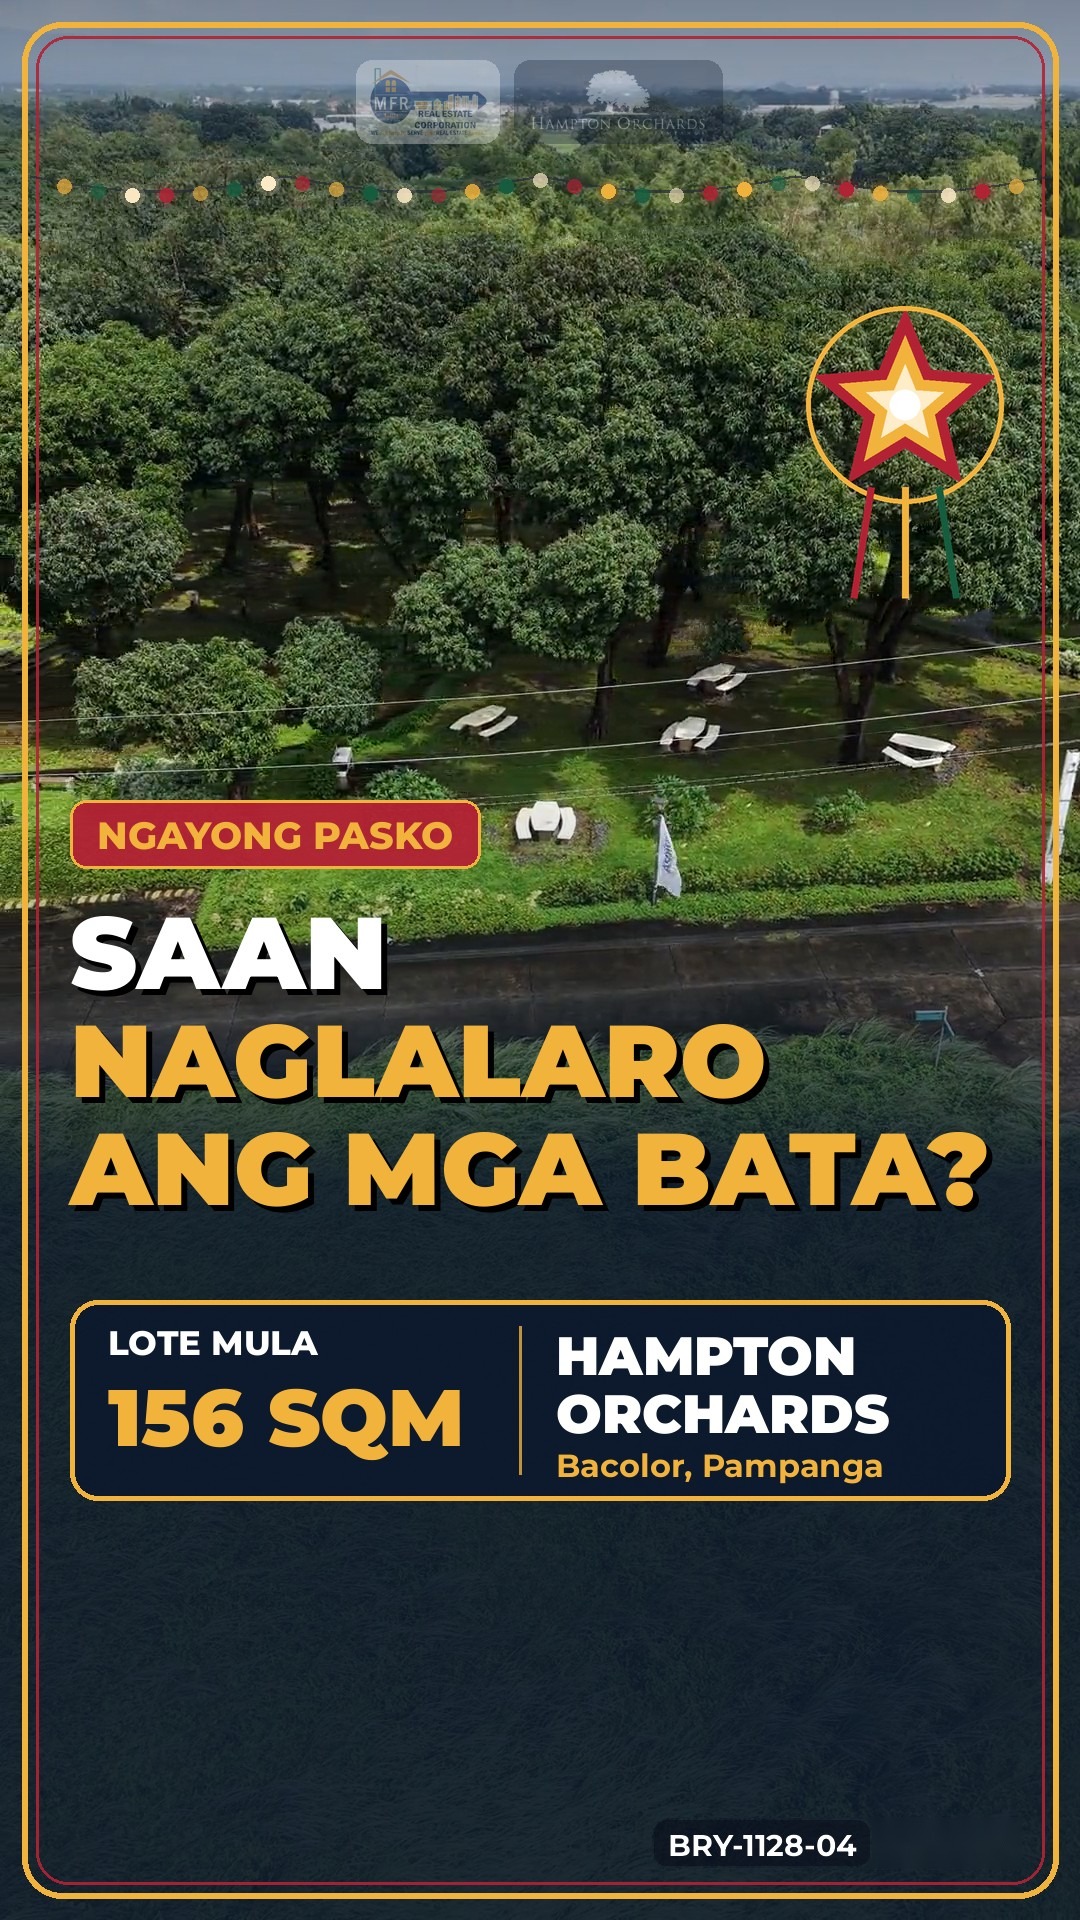 MFR
REAL ESTATE
CORPORATION
HAMPTON ORCHARDS
NGAYONG PASKO
SAAN
NAGLALARO
ANG MGA BATA?
LOTE MULA
156 SQM
HAMPTON
ORCHARDS
Bacolor, Pampanga
BRY-1128-04